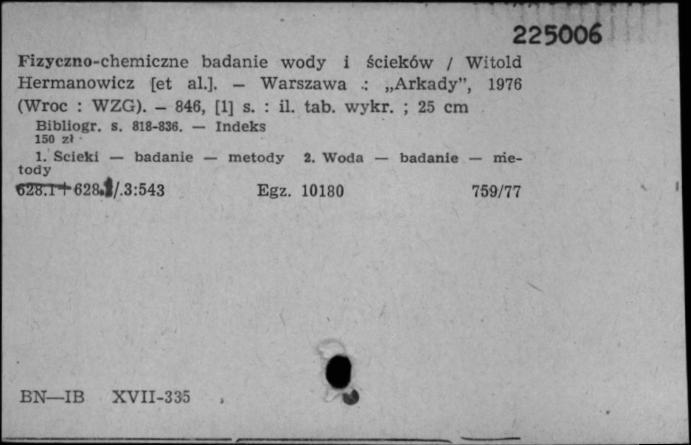 225006
Fizyczno-chemiczne badanie wody i ścieków / Witold
Hermanowicz [et al.]. — Warszawa : „Arkady”, 1976
(Wroc : WZG). — 846, [1] s. : il. tab. wykr. ; 25 cm
Bibliogr. s. 818-836. — Indeks
150 zł
1. Ścieki — badanie — metody 2. Woda — badanie — me-
tody
628.1+628./.3:543 Egz. 10180 759/77
BN—IB XVII-335